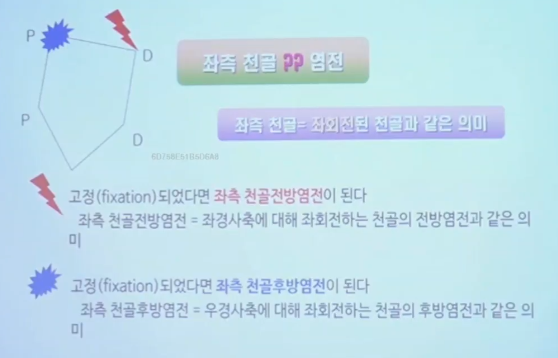 P
D
좌측 천골 PP 염전
P
좌측 천골= 좌회전된 전골과 같은 의미
D
RD78BE61B6D0A8
고정(fixation)되었다면 좌측 천골전방염전이 된다
좌측 천골전방염전 = 좌경사축에 대해 좌회전하는 천골의 전방염전과 같은 의
미
고정(fixation)되었다면 좌측 천골후방염전이 된다
좌측 천골후방염전 = 우경사축에 대해 좌회전하는 천골의 후방염전과 같은 의
미